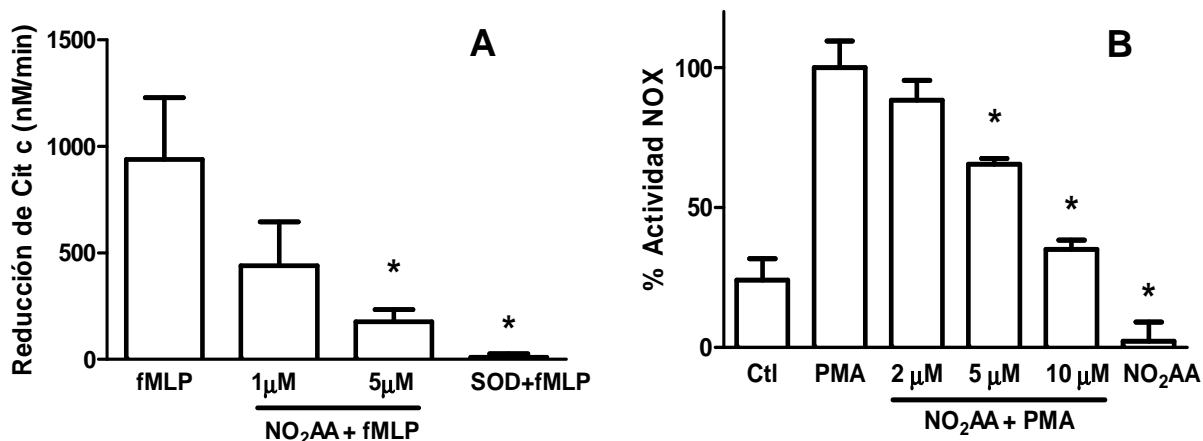 A
Reducción de Cit c (nM/min)
1500
1000
500
0
fMLP 1μM 5μM SOD+fMLP
NO₂AA + fMLP
* *
B
% Actividad NOX
100
50
0
Ctl PMA 2 μM 5 μM 10 μM NO₂AA
NO₂AA + PMA
* * *